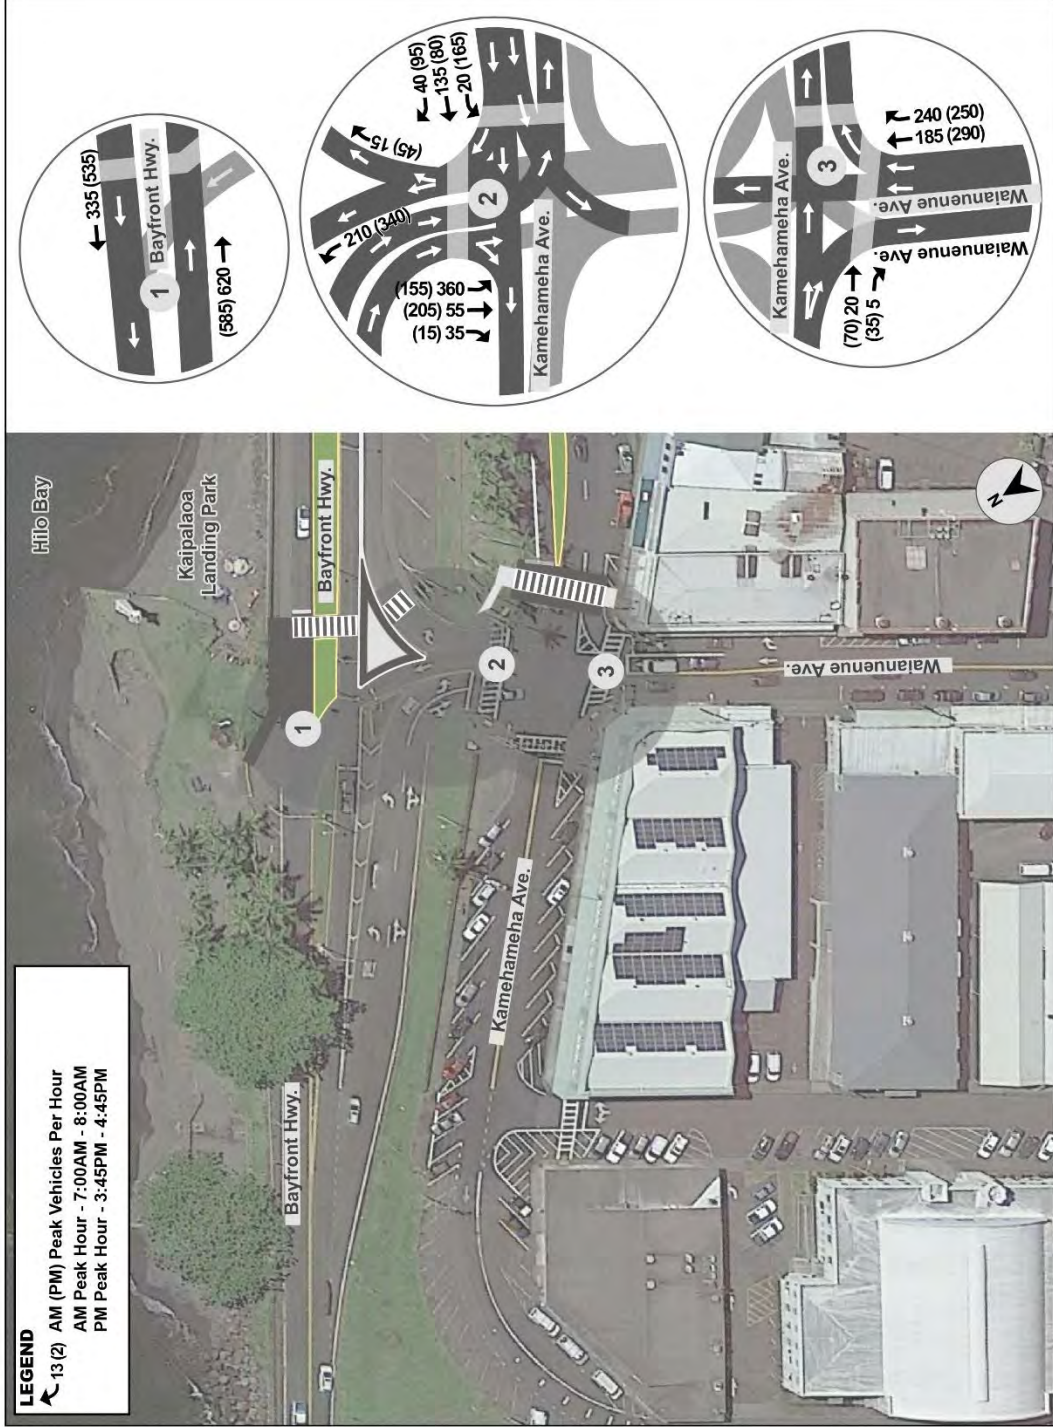 LEGEND
13 (2) AM (PM) Peak Vehicles Per Hour
AM Peak Hour - 7:00AM - 8:00AM
PM Peak Hour - 3:45PM - 4:45PM
Hilo Bay
Kaipalaoa
Landing Park
Bayfront Hwy.
Bayfront Hwy.
Kamehameha Ave.
Waianuenue Ave.
1
2
3
N
335 (535)
Bayfront Hwy.
1
(585) 620
40 (95)
135 (80)
20 (165)
(45) 15
210 (340)
2
(155) 360
(205) 55
(15) 35
Kamehameha Ave.
Kamehameha Ave.
3
240 (250)
185 (290)
Waianuenue Ave.
Waianuenue Ave.
(70) 20
(35) 5